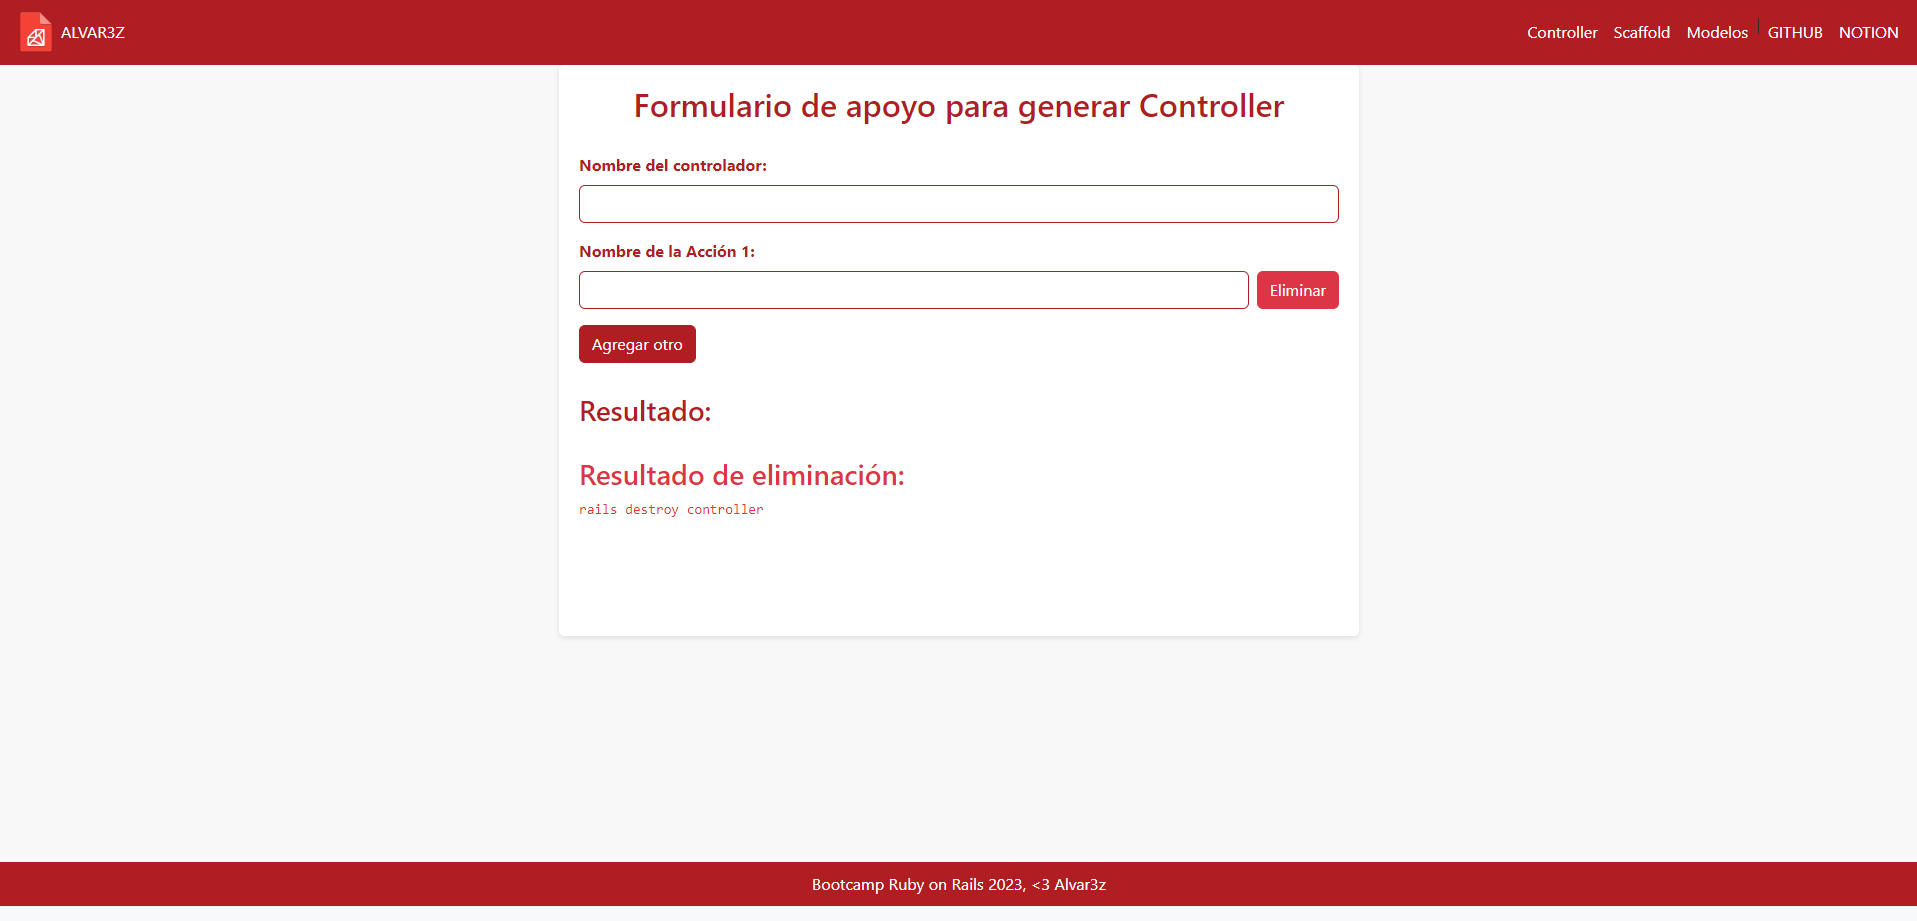 ALVAR3Z
Controller Scaffold Modelos GITHUB NOTION
Formulario de apoyo para generar Controller
Nombre del controlador:
Nombre de la Acción 1:
Eliminar
Agregar otro
Resultado:
Resultado de eliminación:
rails destroy controller
Bootcamp Ruby on Rails 2023, <3 Alvar3z